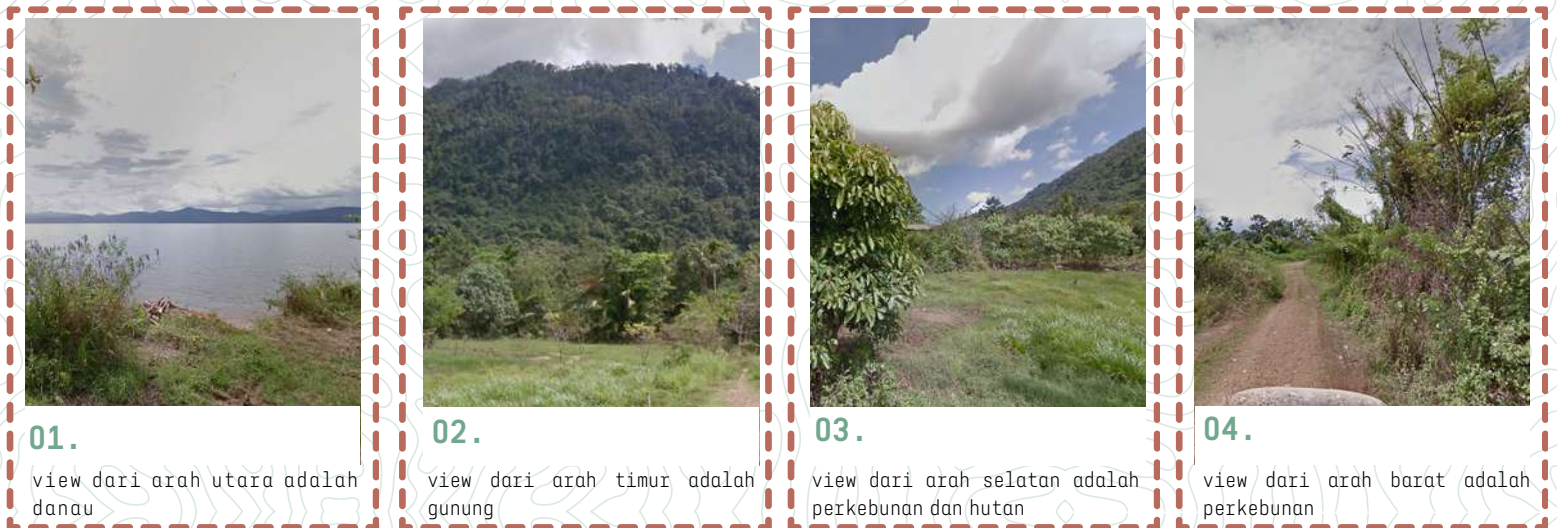 01.
view dari arah utara adalah
danau
02.
view dari arah timur adalah
gunung
03.
view dari arah selatan adalah
perkebunan dan hutan
04.
view dari arah barat adalah
perkebunan